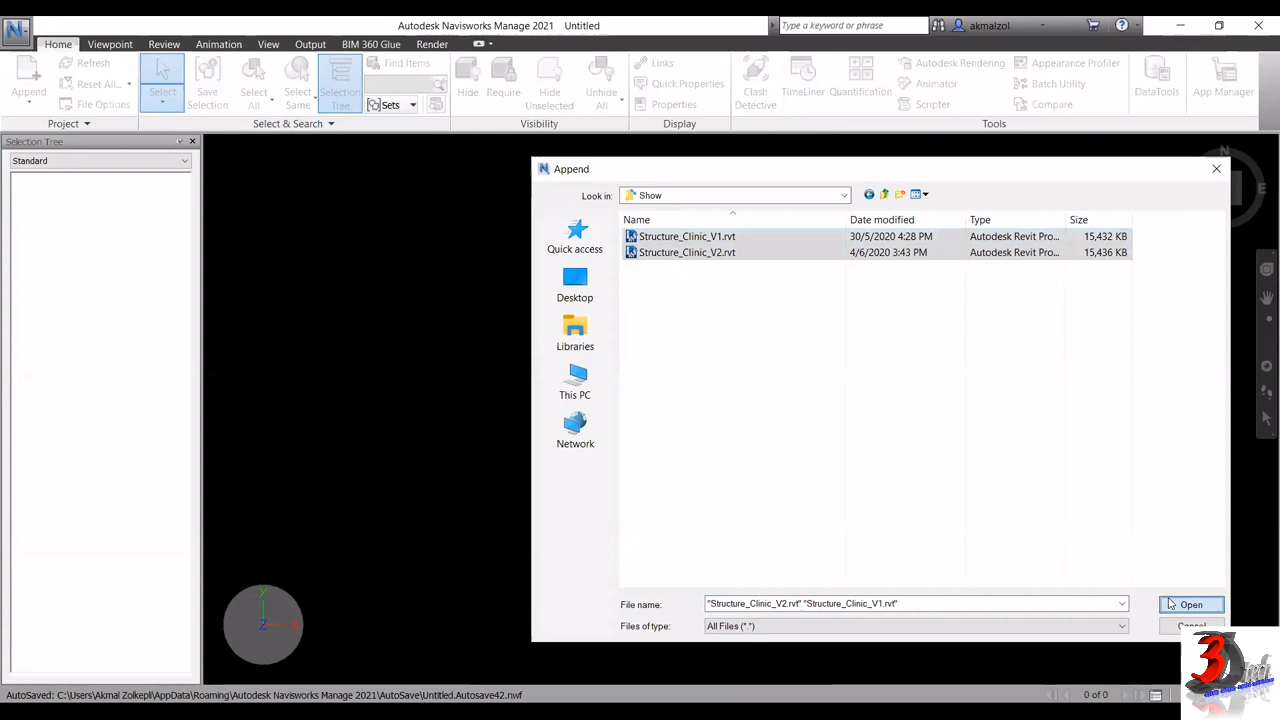 Autodesk Navisworks Manage 2021 Untitled
Type a keyword or phrase
akmalzol
Home Viewpoint Review Animation View Output BIM 360 Glue Render
Append
Refresh
Reset All...
File Options
Project
Select
Save Selection
Select All
Select Same
Selection Tree
Find Items
Sets
Select & Search
Hide
Require
Hide Unselected
Unhide All
Visibility
Links
Quick Properties
Properties
Display
Clash Detective
TimeLiner
Quantification
Autodesk Rendering
Animator
Scripter
Appearance Profiler
Batch Utility
Compare
DataTools
App Manager
Tools
Selection Tree
Standard
N
E
Append
Look in: Show
Name Date modified Type Size
Structure_Clinic_V1.rvt 30/5/2020 4:28 PM Autodesk Revit Pro... 15,432 KB
Structure_Clinic_V2.rvt 4/6/2020 3:43 PM Autodesk Revit Pro... 15,436 KB
Quick access
Desktop
Libraries
This PC
Network
File name: "Structure_Clinic_V2.rvt" "Structure_Clinic_V1.rvt" Open
Files of type: All Files (*.*) Cancel
Y
Z X
AutoSaved: C:\Users\Akmal Zolkepli\AppData\Roaming\Autodesk Navisworks Manage 2021\AutoSave\Untitled.Autosave42.nwf
0 of 0
3D tech